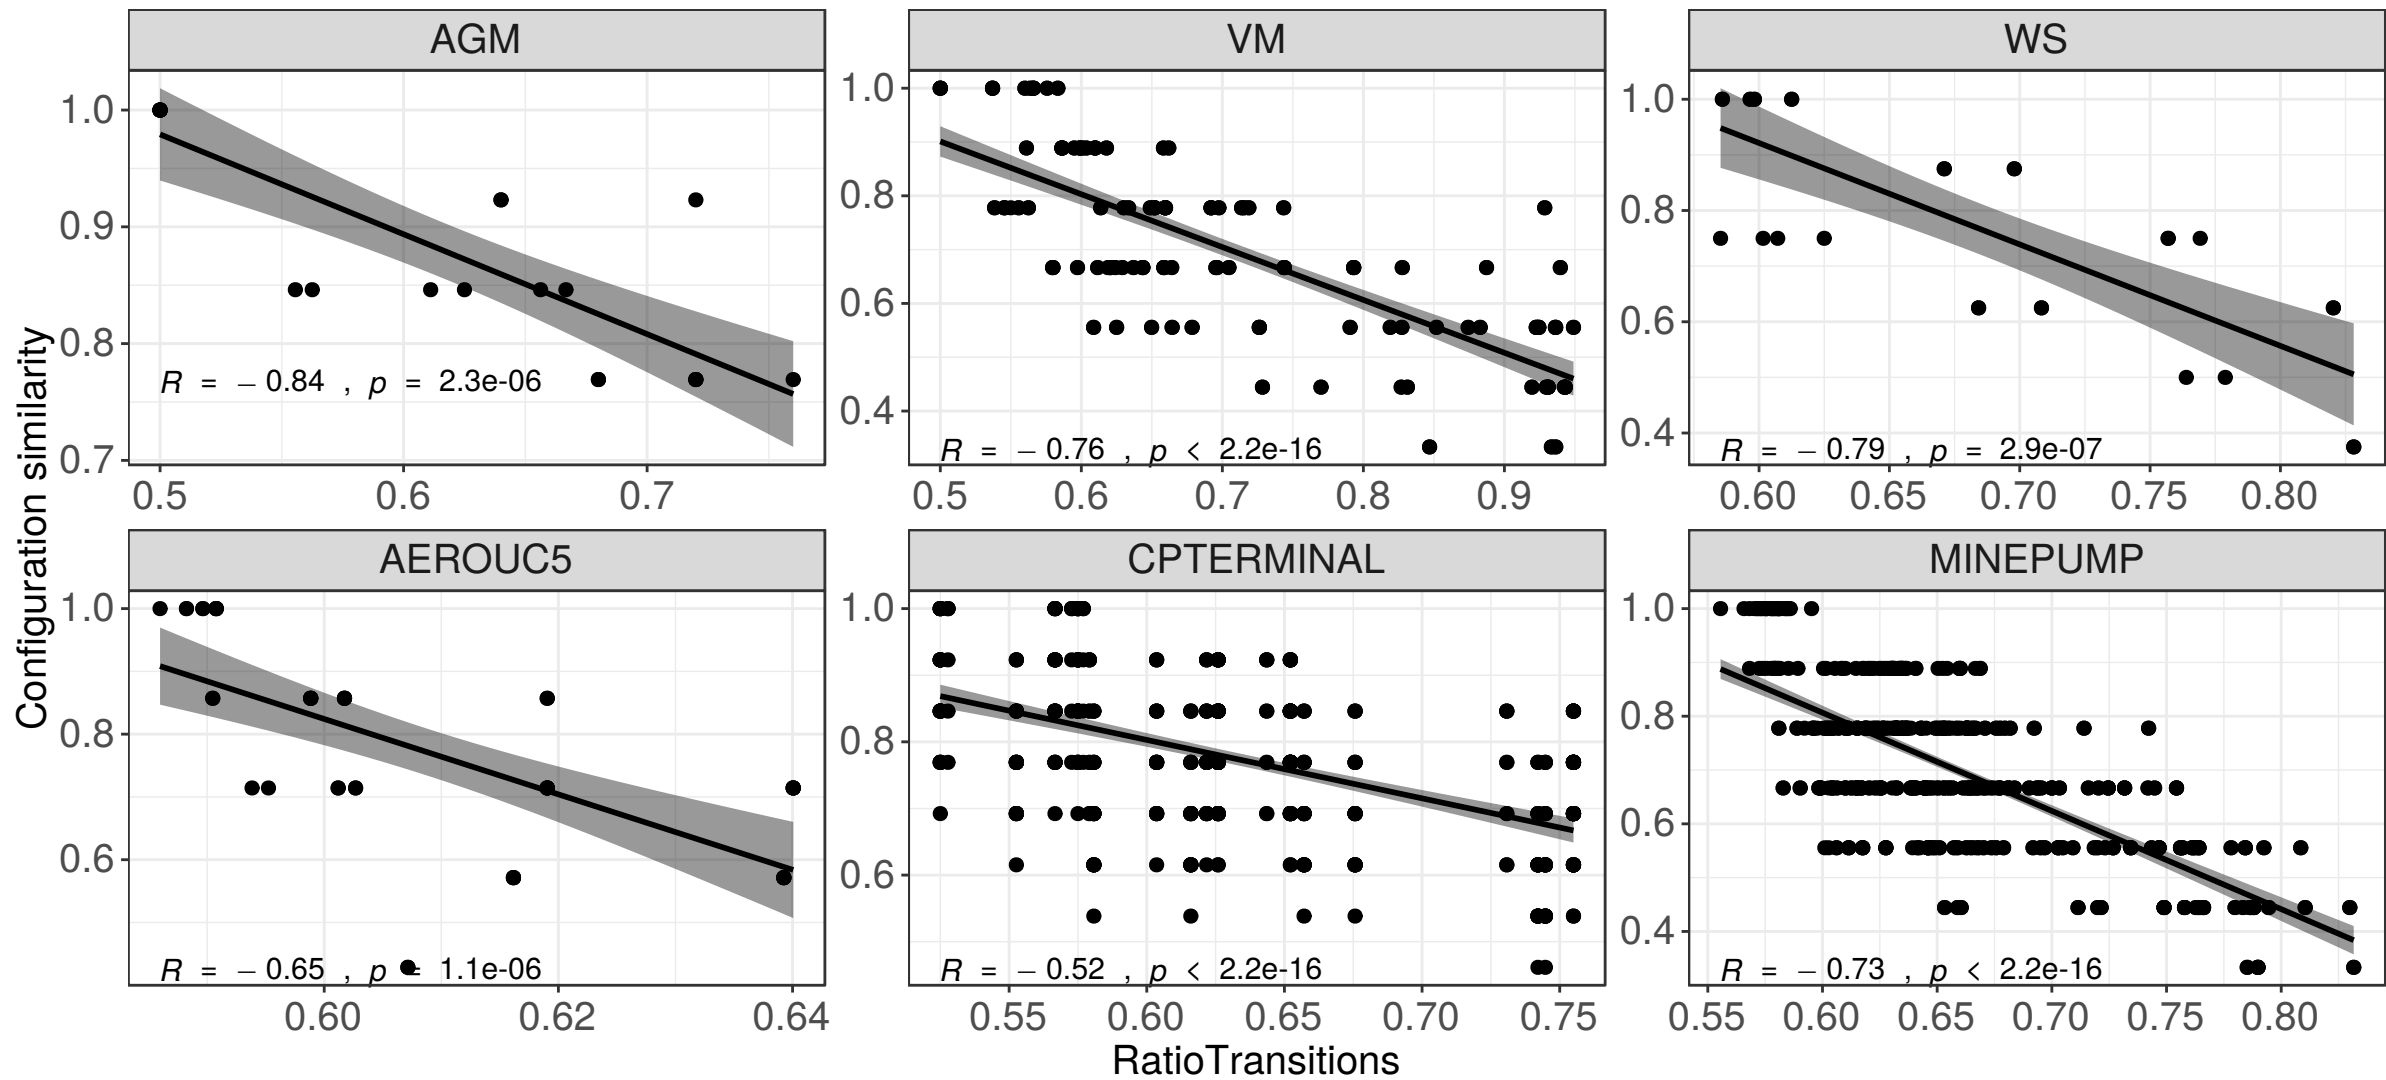 AGM
VM
WS
1.0
0.9
0.8
0.7
R = − 0.84 , p = 2.3e-06
0.5 0.6 0.7
1.0
0.8
0.6
0.4
R = − 0.76 , p < 2.2e-16
0.5 0.6 0.7 0.8 0.9
1.0
0.8
0.6
0.4
R = − 0.79 , p = 2.9e-07
0.60 0.65 0.70 0.75 0.80
Configuration similarity
AEROUC5
CPTERMINAL
MINEPUMP
1.0
0.8
0.6
R = − 0.65 , p = 1.1e-06
0.60 0.62 0.64
1.0
0.8
0.6
R = − 0.52 , p < 2.2e-16
0.55 0.60 0.65 0.70 0.75
1.0
0.8
0.6
0.4
R = − 0.73 , p < 2.2e-16
0.55 0.60 0.65 0.70 0.75 0.80
RatioTransitions